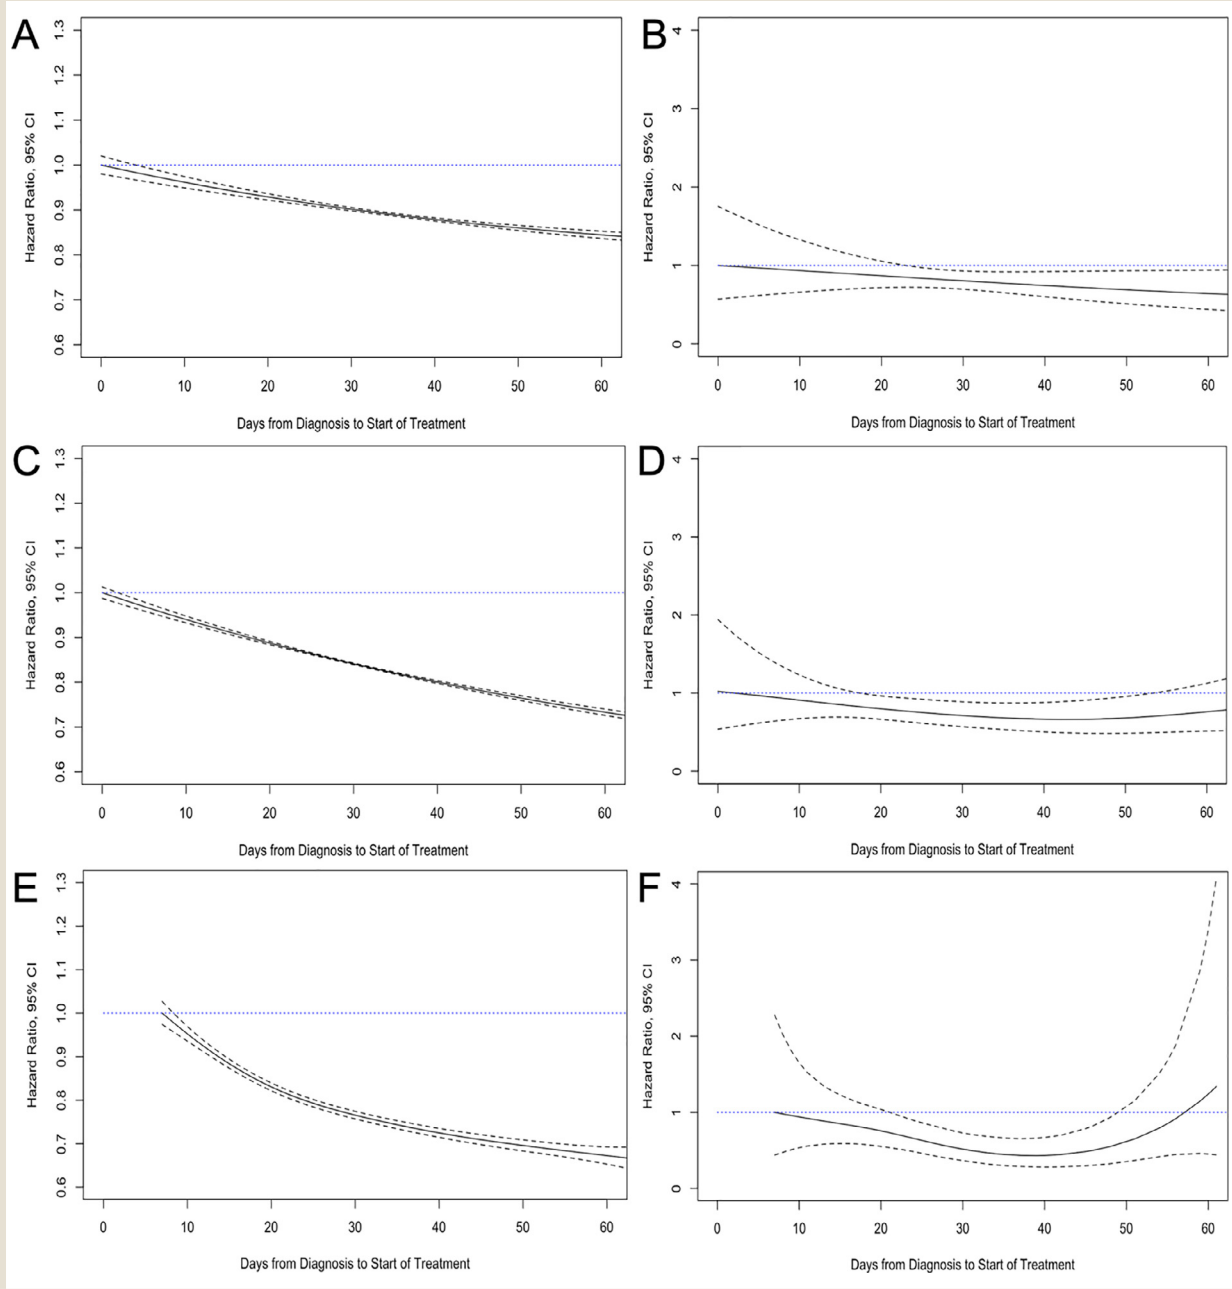 A
1.3
1.2
1.1
1.0
0.9
0.8
0.7
0.6
Hazard Ratio, 95% CI
0 10 20 30 40 50 60
Days from Diagnosis to Start of Treatment
B
4
3
2
1
0
Hazard Ratio, 95% CI
0 10 20 30 40 50 60
Days from Diagnosis to Start of Treatment
C
1.3
1.2
1.1
1.0
0.9
0.8
0.7
0.6
Hazard Ratio, 95% CI
0 10 20 30 40 50 60
Days from Diagnosis to Start of Treatment
D
4
3
2
1
0
Hazard Ratio, 95% CI
0 10 20 30 40 50 60
Days from Diagnosis to Start of Treatment
E
1.3
1.2
1.1
1.0
0.9
0.8
0.7
0.6
Hazard Ratio, 95% CI
0 10 20 30 40 50 60
Days from Diagnosis to Start of Treatment
F
4
3
2
1
0
Hazard Ratio, 95% CI
0 10 20 30 40 50 60
Days from Diagnosis to Start of Treatment